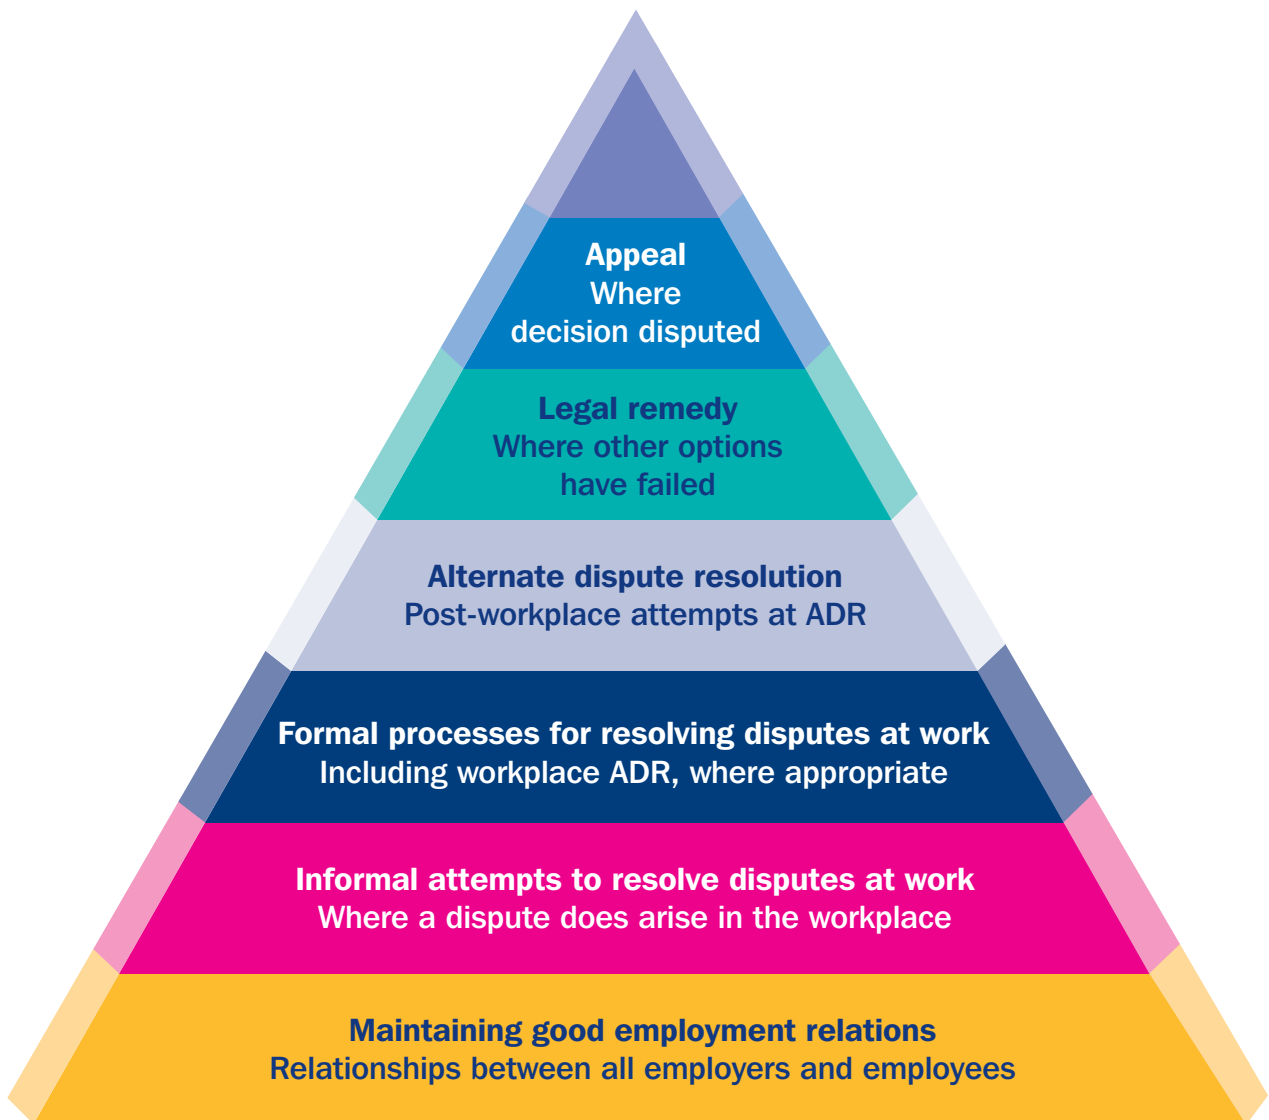 Appeal
Where
decision disputed
Legal remedy
Where other options
have failed
Alternate dispute resolution
Post-workplace attempts at ADR
Formal processes for resolving disputes at work
Including workplace ADR, where appropriate
Informal attempts to resolve disputes at work
Where a dispute does arise in the workplace
Maintaining good employment relations
Relationships between all employers and employees